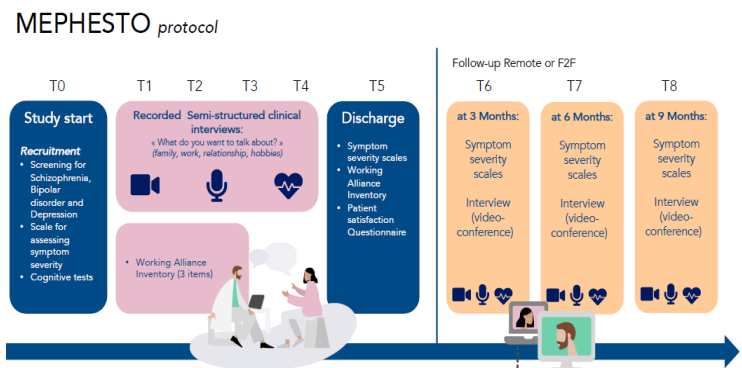 MEPHESTO protocol
Follow-up Remote or F2F
T0
T1
T2
T3
T4
T5
T6
T7
T8
Study start
Recruitment
• Screening for
Schizophrenia,
Bipolar
disorder and
Depression
• Scale for
assessing
symptom
severity
• Cognitive tests
Recorded Semi-structured clinical
interviews:
« What do you want to talk about? »
(family, work, relationship, hobbies)
• Working Alliance
Inventory (3 items)
Discharge
• Symptom
severity scales
• Working
Alliance
Inventory
• Patient
satisfaction
Questionnaire
at 3 Months:
Symptom
severity
scales
Interview
(video-
conference)
at 6 Months:
Symptom
severity
scales
Interview
(video-
conference)
at 9 Months:
Symptom
severity
scales
Interview
(video-
conference)